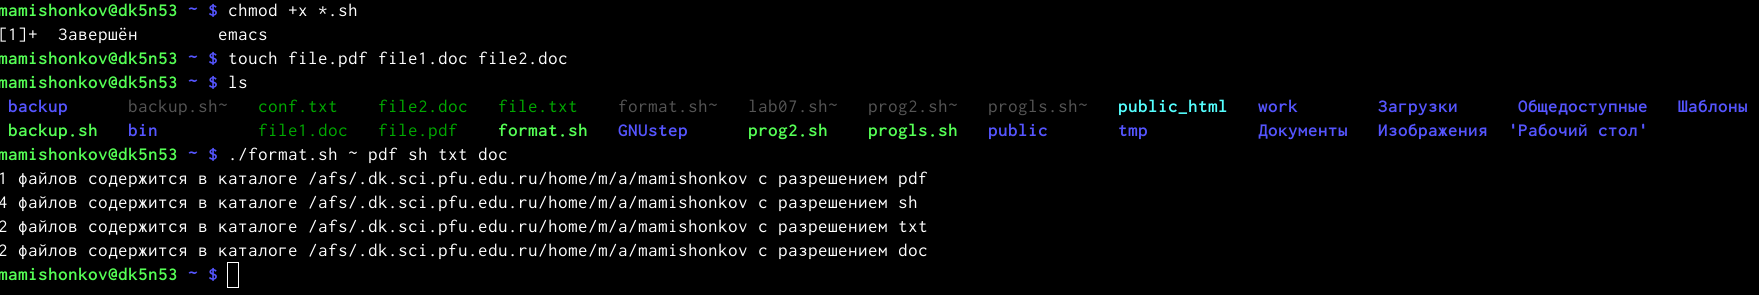 mamishonkov@dk5n53 ~ $ chmod +x *.sh
[1]+  Завершён        emacs
mamishonkov@dk5n53 ~ $ touch file.pdf file1.doc file2.doc
mamishonkov@dk5n53 ~ $ ls
backup      backup.sh~   conf.txt    file2.doc   file.txt    format.sh~   lab07.sh~   prog2.sh~   progls.sh~   public_html   work        Загрузки      Общедоступные   Шаблоны
backup.sh   bin          file1.doc   file.pdf    format.sh   GNUstep      prog2.sh    progls.sh   public       tmp           Документы   Изображения  'Рабочий стол'
mamishonkov@dk5n53 ~ $ ./format.sh ~ pdf sh txt doc
1 файлов содержится в каталоге /afs/.dk.sci.pfu.edu.ru/home/m/a/mamishonkov с разрешением pdf
4 файлов содержится в каталоге /afs/.dk.sci.pfu.edu.ru/home/m/a/mamishonkov с разрешением sh
2 файлов содержится в каталоге /afs/.dk.sci.pfu.edu.ru/home/m/a/mamishonkov с разрешением txt
2 файлов содержится в каталоге /afs/.dk.sci.pfu.edu.ru/home/m/a/mamishonkov с разрешением doc
mamishonkov@dk5n53 ~ $